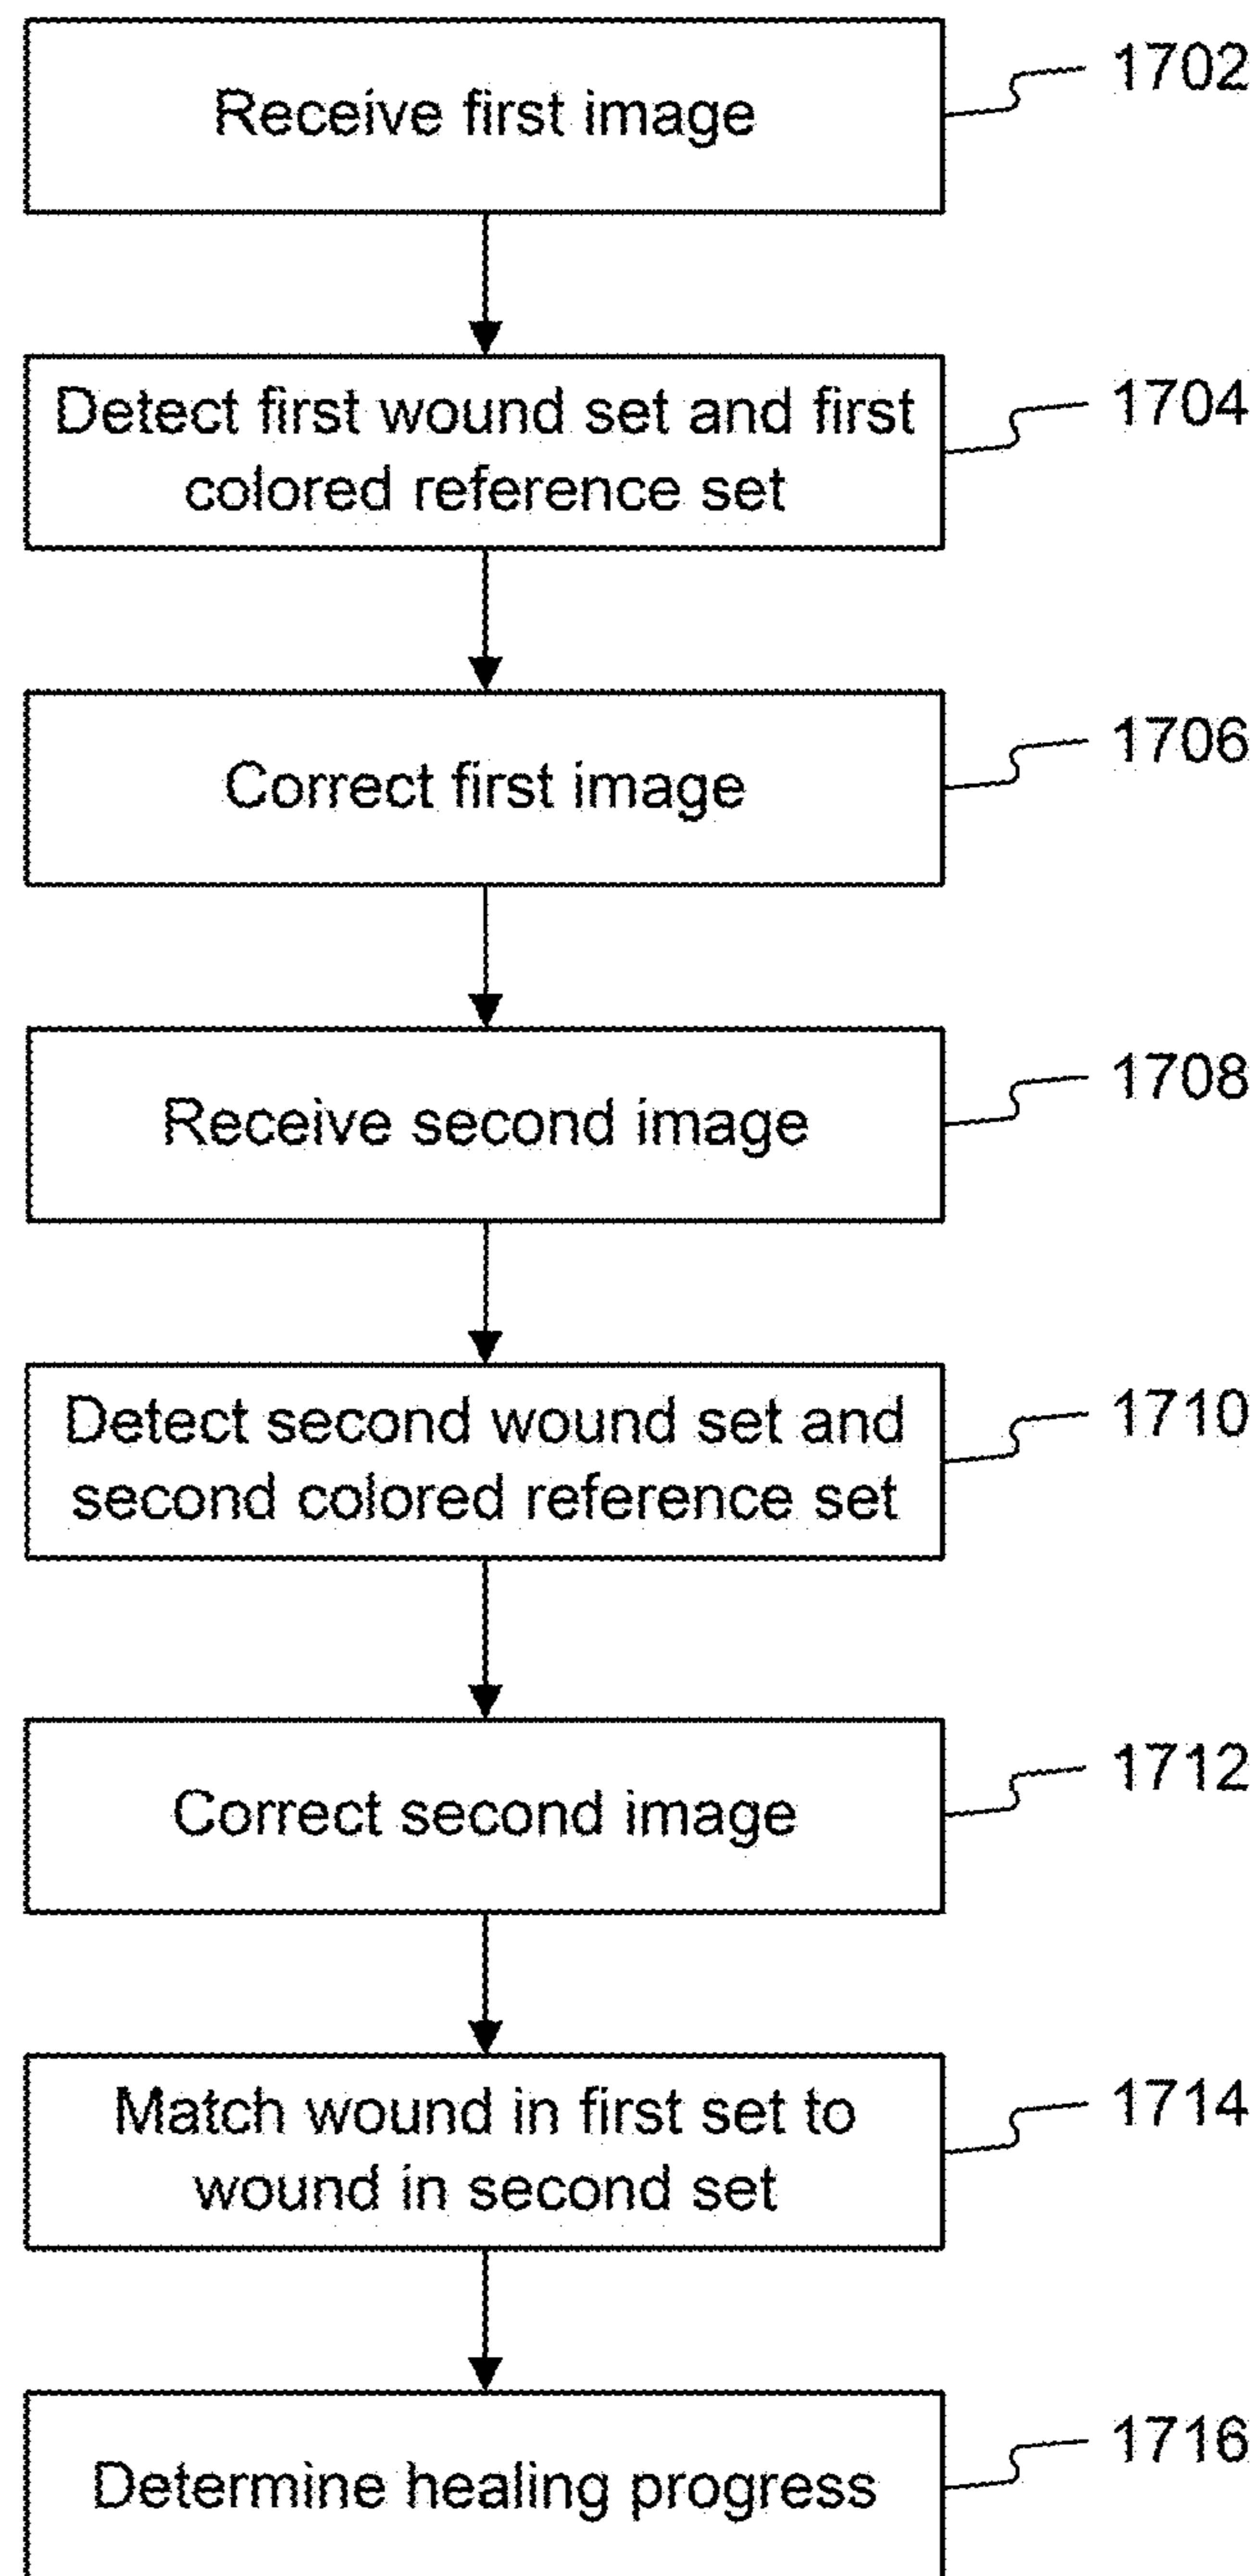 Receive first image
1702
Detect first wound set and first
colored reference set
1704
Correct first image
1706
Receive second image
1708
Detect second wound set and
second colored reference set
1710
Correct second image
1712
Match wound in first set to
wound in second set
1714
Determine healing progress
1716